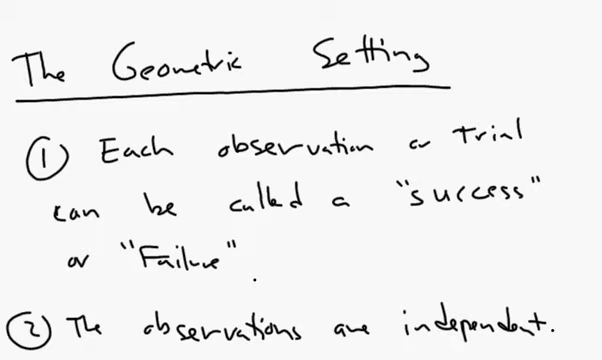 The Geometric Setting
① Each observation or trial
can be called a "success"
or "Failure".
② The observations are independent.